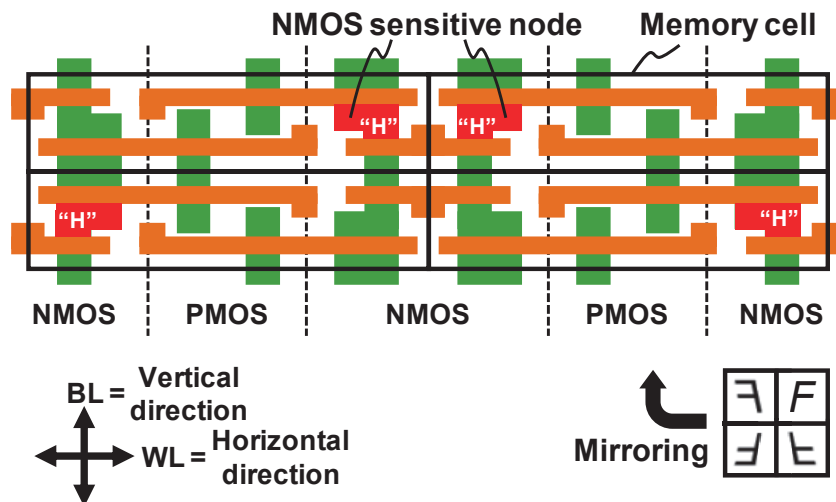 NMOS sensitive node
Memory cell
“H”
“H”
“H”
“H”
NMOS
PMOS
NMOS
PMOS
NMOS
BL = Vertical
direction
WL = Horizontal
direction
Mirroring
F
F
F
F